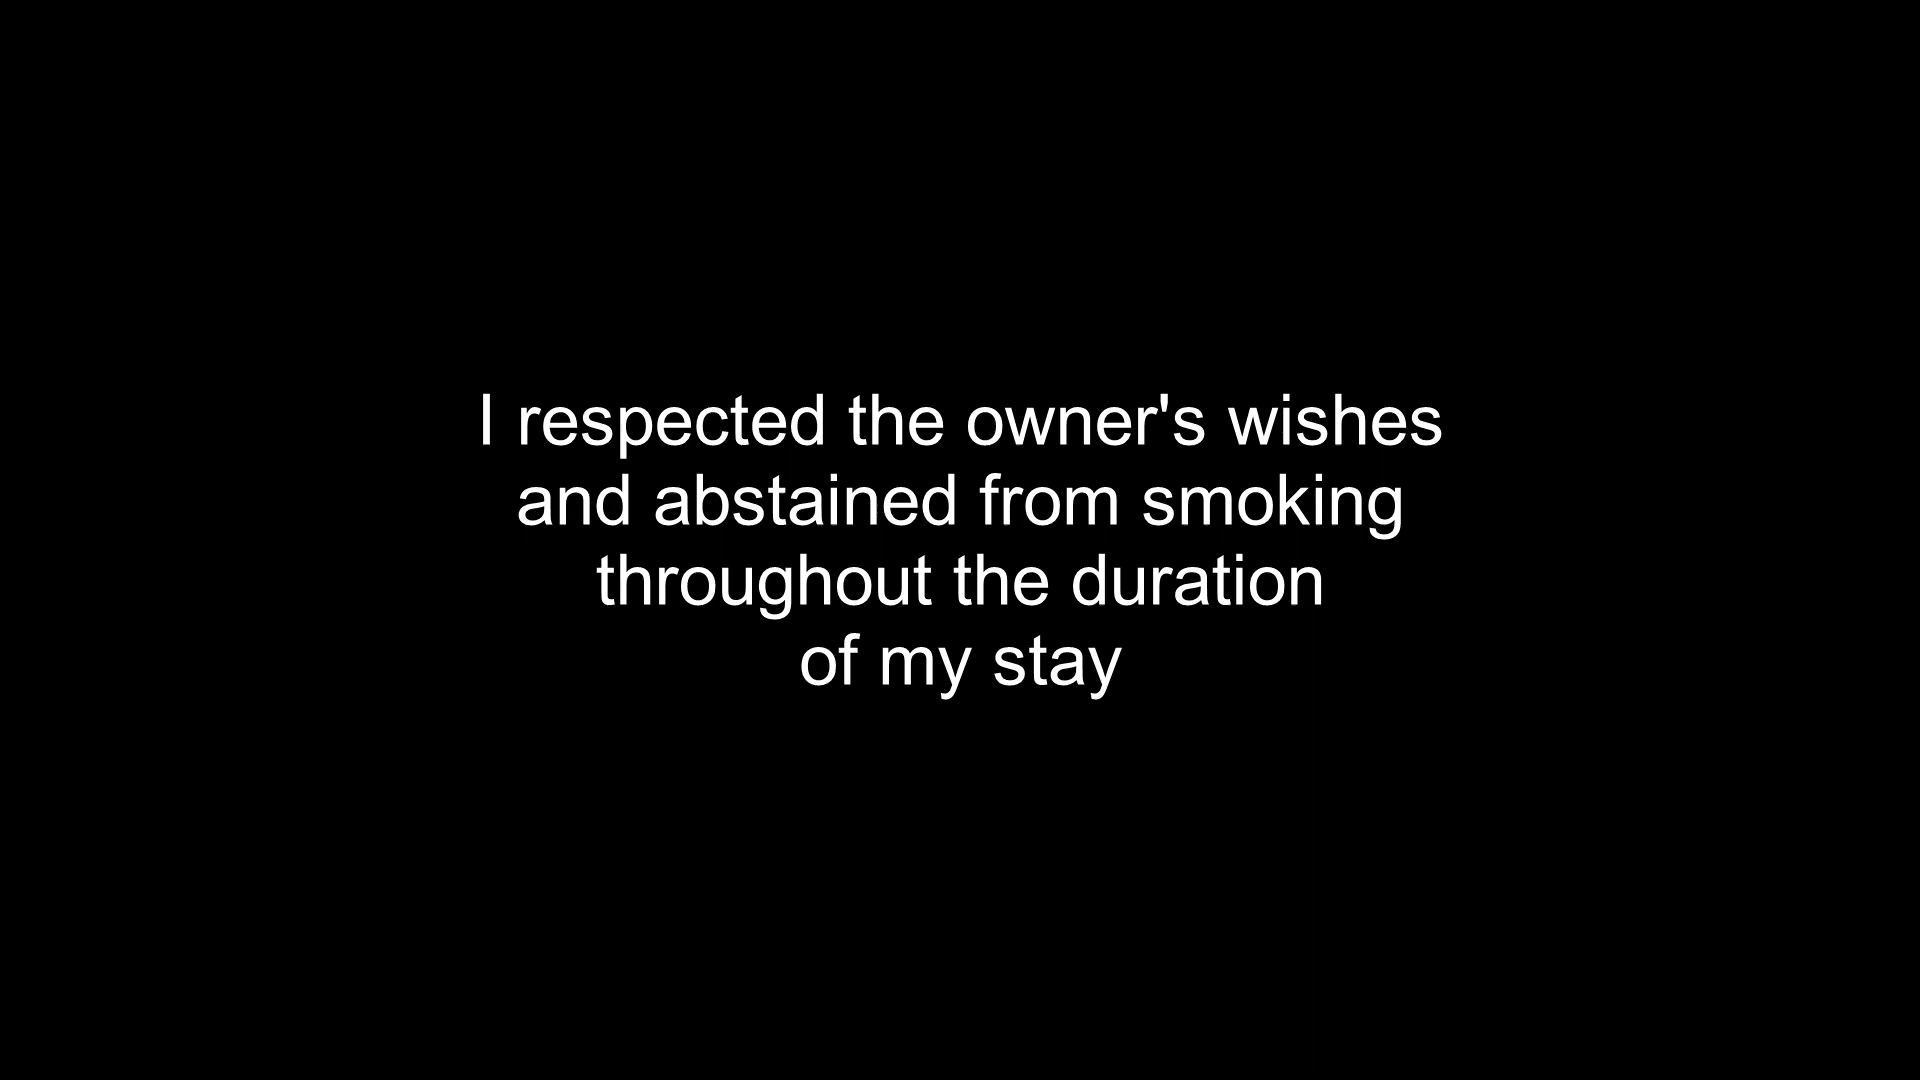 I respected the owner's wishes
and abstained from smoking
throughout the duration
of my stay